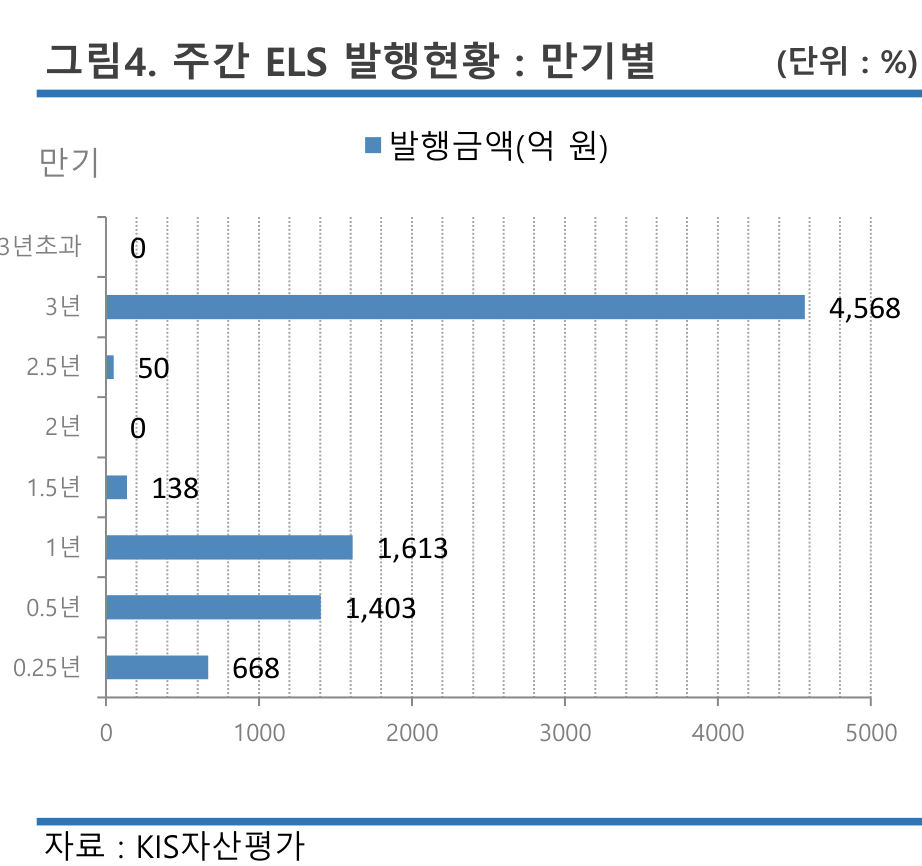 그림4. 주간 ELS 발행현황 : 만기별 (단위 : %)
발행금액(억 원)
만기
3년초과 0
3년 4,568
2.5년 50
2년 0
1.5년 138
1년 1,613
0.5년 1,403
0.25년 668
0 1000 2000 3000 4000 5000
자료 : KIS자산평가